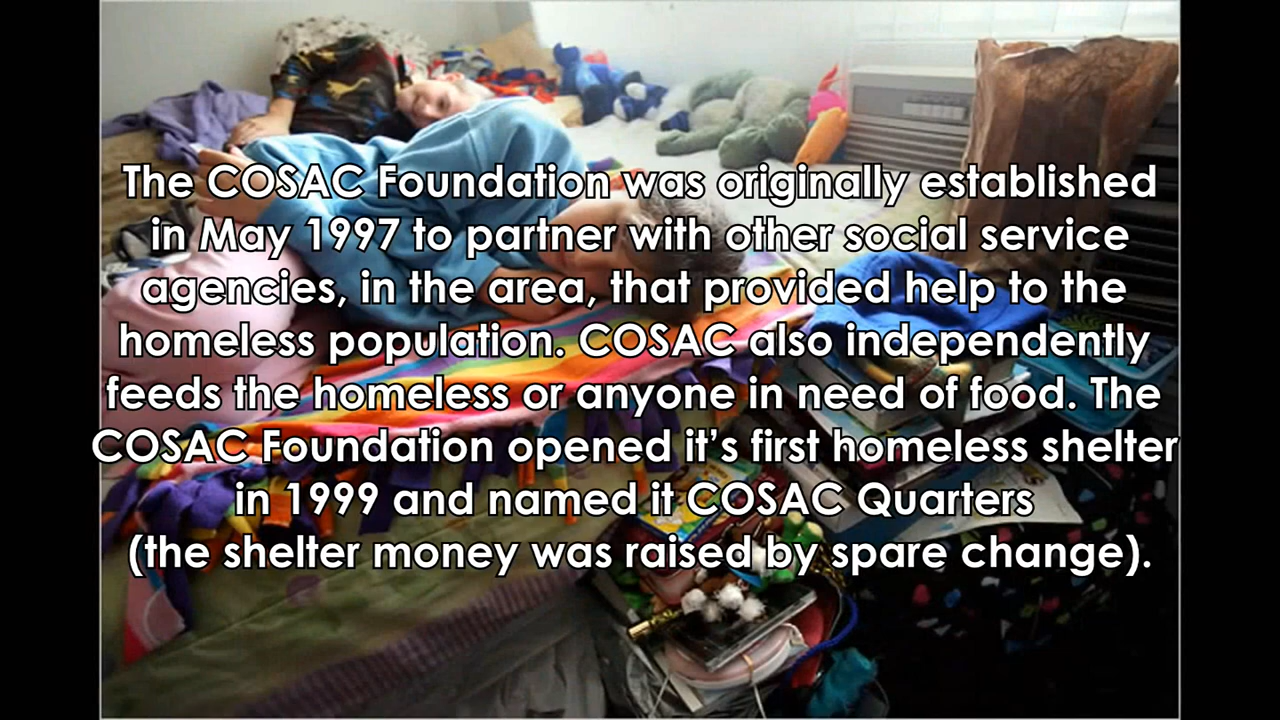 The COSAC Foundation was originally established
in May 1997 to partner with other social service
agencies, in the area, that provided help to the
homeless population. COSAC also independently
feeds the homeless or anyone in need of food. The
COSAC Foundation opened it’s first homeless shelter
in 1999 and named it COSAC Quarters
(the shelter money was raised by spare change).